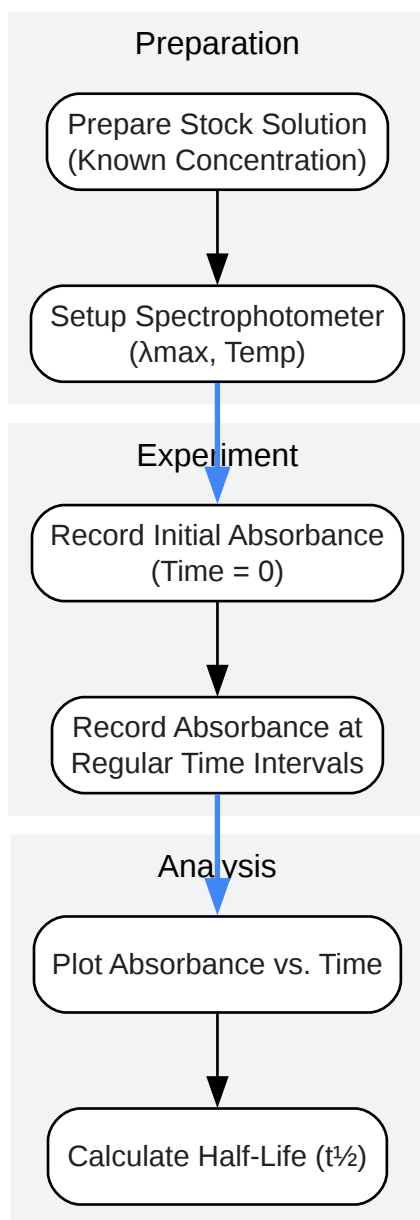 Preparation
Prepare Stock Solution
(Known Concentration)
Setup Spectrophotometer
(λmax, Temp)
Experiment
Record Initial Absorbance
(Time = 0)
Record Absorbance at
Regular Time Intervals
Analysis
Plot Absorbance vs. Time
Calculate Half-Life (t½)